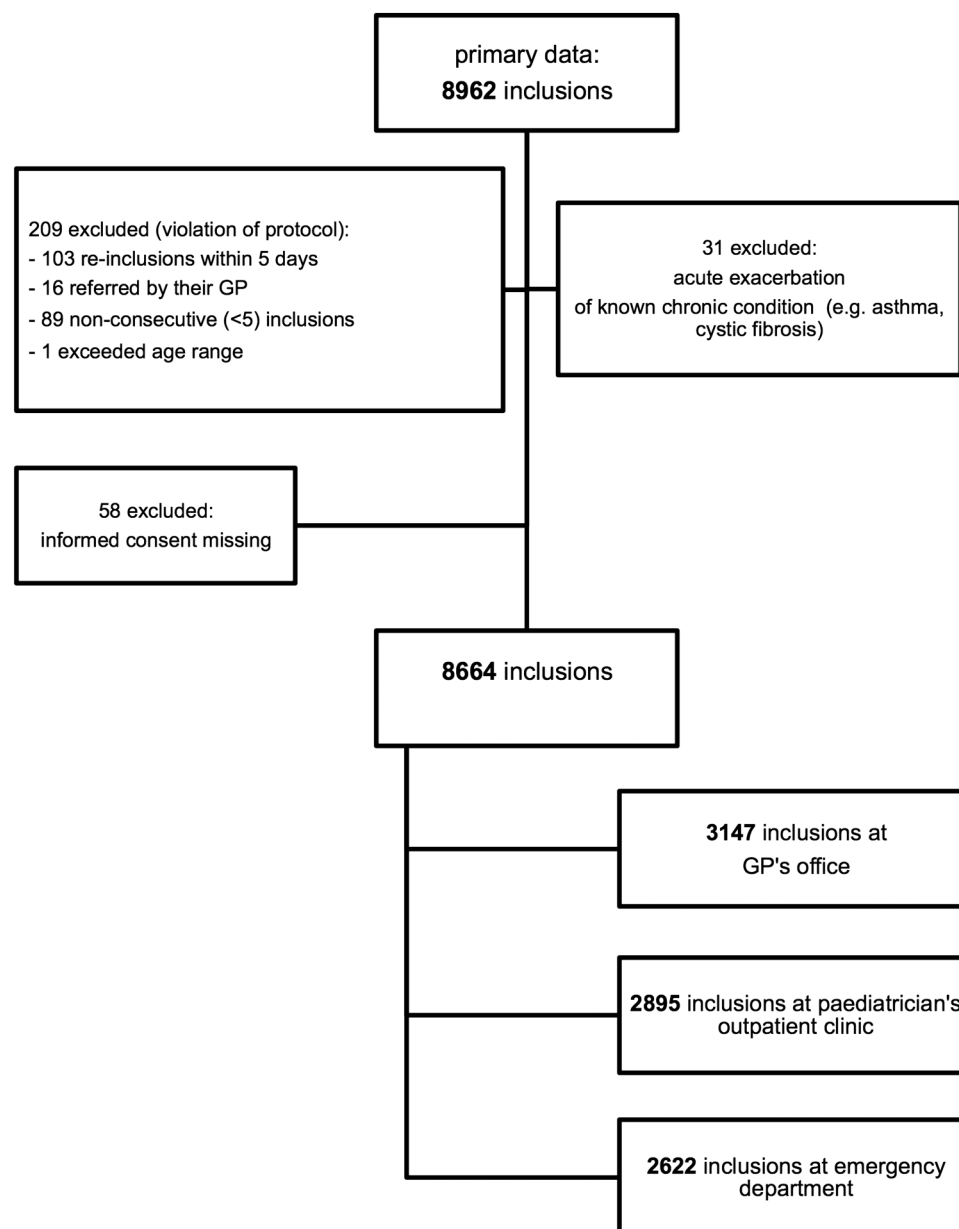 primary data:
8962 inclusions
209 excluded (violation of protocol):
- 103 re-inclusions within 5 days
- 16 referred by their GP
- 89 non-consecutive (<5) inclusions
- 1 exceeded age range
31 excluded:
acute exacerbation
of known chronic condition (e.g. asthma,
cystic fibrosis)
58 excluded:
informed consent missing
8664 inclusions
3147 inclusions at
GP's office
2895 inclusions at paediatrician's
outpatient clinic
2622 inclusions at emergency
department